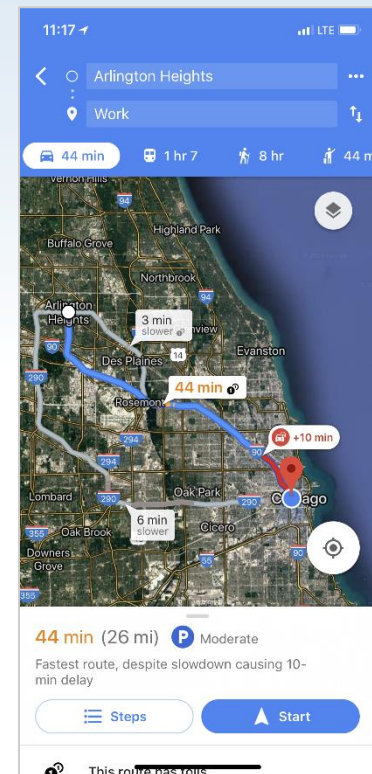 11:17
LTE
Arlington Heights
Work
44 min
1 hr 7
8 hr
44 m
Vernon Hills
94
Highland Park
Buffalo Grove
Northbrook
94
Arlington
Heights
3 min
slower
nview
90
Evanston
Des Plaines
14
290
44 min
Rosemont
294
+10 min
90
294
Oak Park
Lombard
290
290
Chicago
6 min
slower
355
Oak Brook
Cicero
90
Downers
Grove
55
355
44 min (26 mi) P Moderate
Fastest route, despite slowdown causing 10-
min delay
Steps
Start
This route has tolls